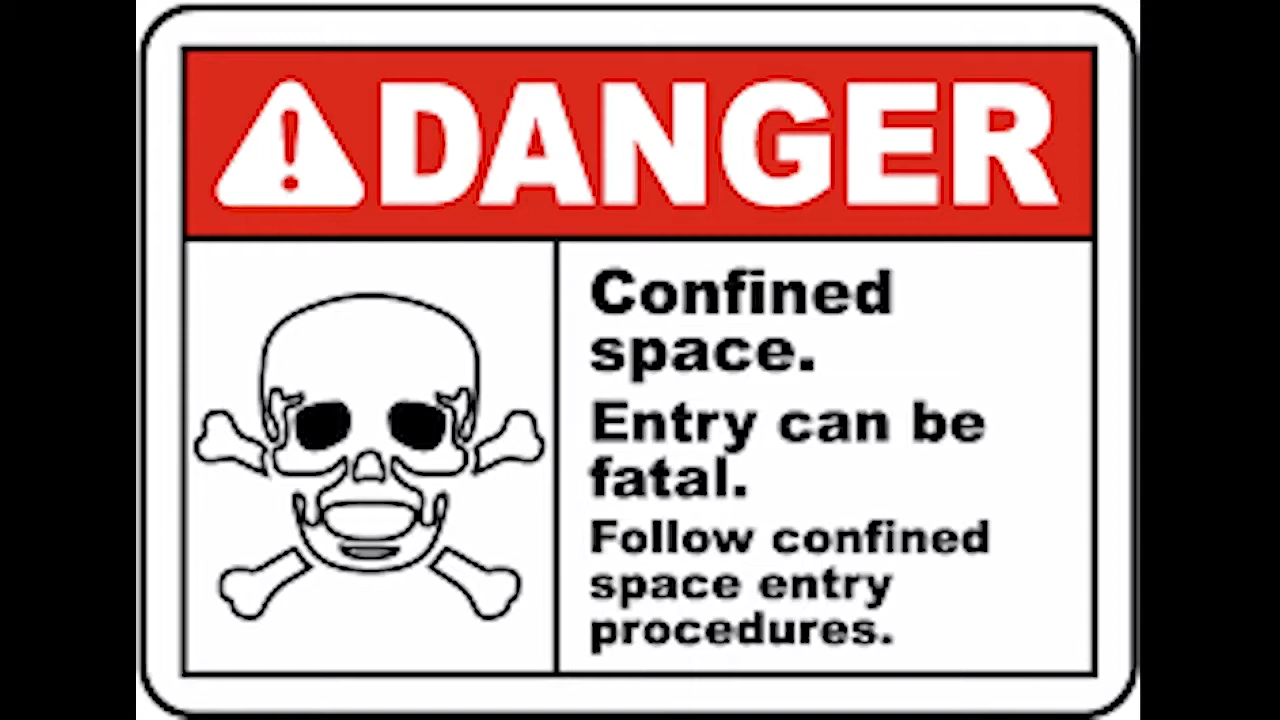 DANGER
Confined
space.
Entry can be
fatal.
Follow confined
space entry
procedures.